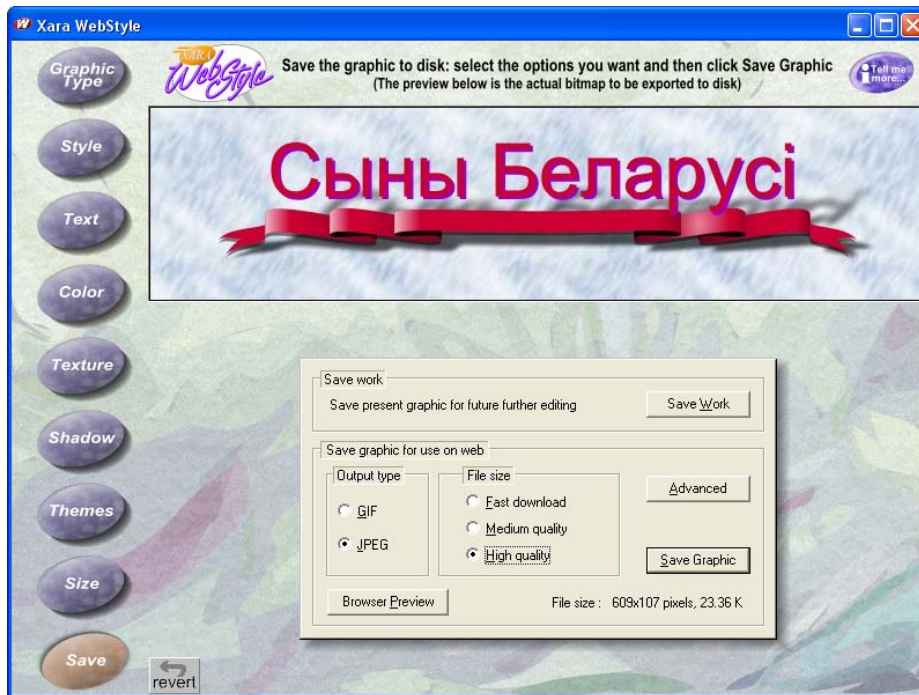 Xara WebStyle
Graphic Type
Style
Text
Color
Texture
Shadow
Themes
Size
Save
XARA
WebStyle
Save the graphic to disk: select the options you want and then click Save Graphic
(The preview below is the actual bitmap to be exported to disk)
i Tell me more...
Сыны Беларусі
Save work
Save present graphic for future further editing
Save Work
Save graphic for use on web
Output type
GIF
JPEG
File size
Fast download
Medium quality
High quality
Advanced
Save Graphic
Browser Preview
File size : 609x107 pixels, 23.36 K
revert